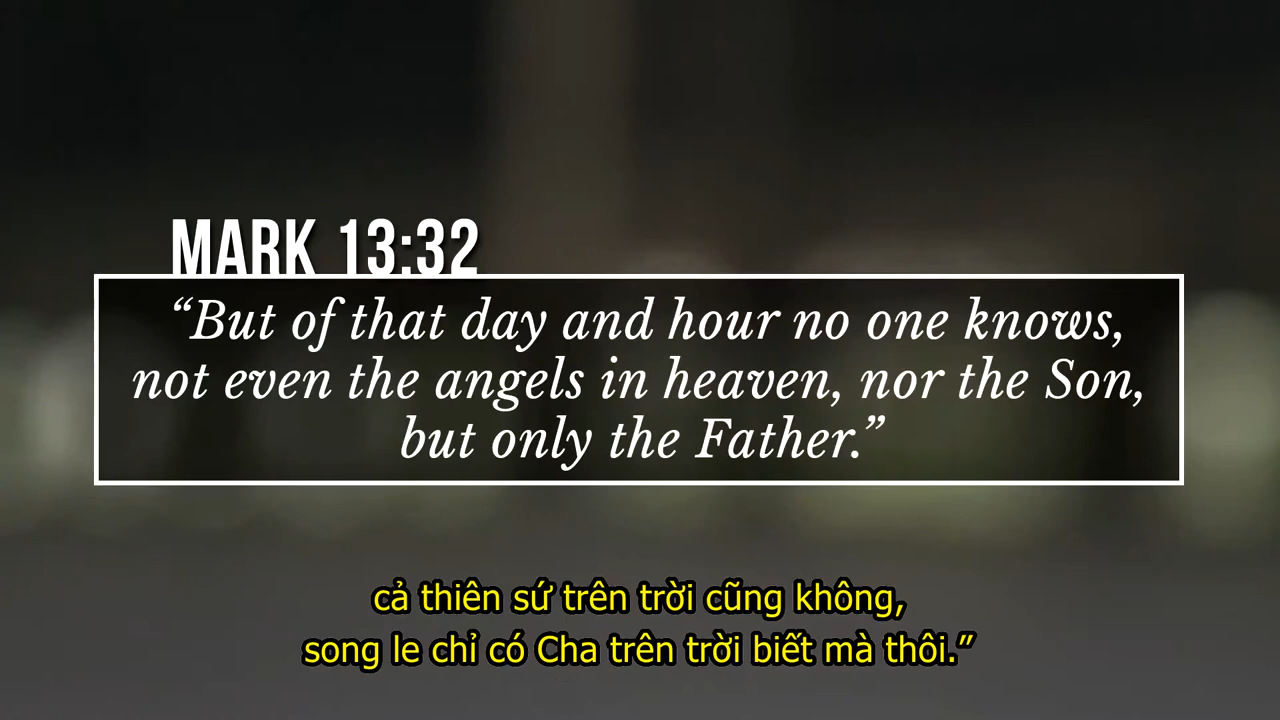 MARK 13:32
“But of that day and hour no one knows,
not even the angels in heaven, nor the Son,
but only the Father.”
cả thiên sứ trên trời cũng không,
song le chỉ có Cha trên trời biết mà thôi.”